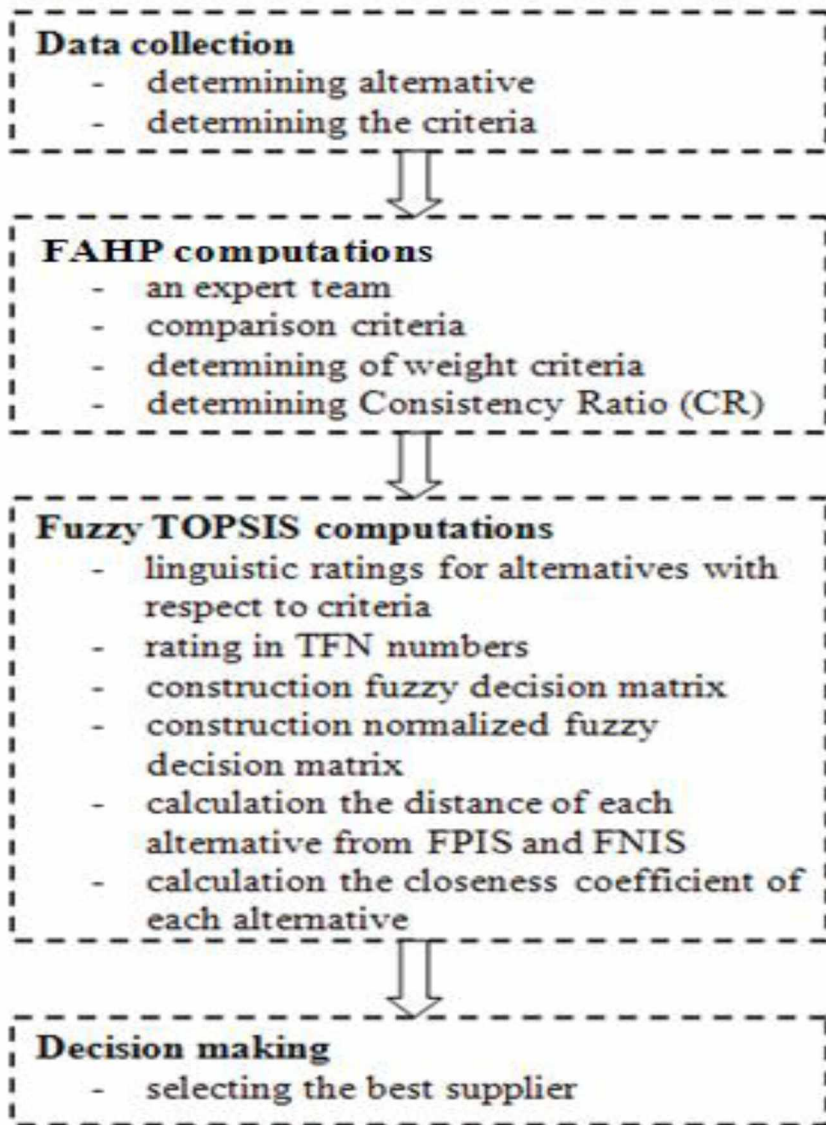 Data collection
- determining alternative
- determining the criteria
FAHP computations
- an expert team
- comparison criteria
- determining of weight criteria
- determining Consistency Ratio (CR)
Fuzzy TOPSIS computations
- linguistic ratings for alternatives with
respect to criteria
- rating in TFN numbers
- construction fuzzy decision matrix
- construction normalized fuzzy
decision matrix
- calculation the distance of each
alternative from FPIS and FNIS
- calculation the closeness coefficient of
each alternative
Decision making
- selecting the best supplier